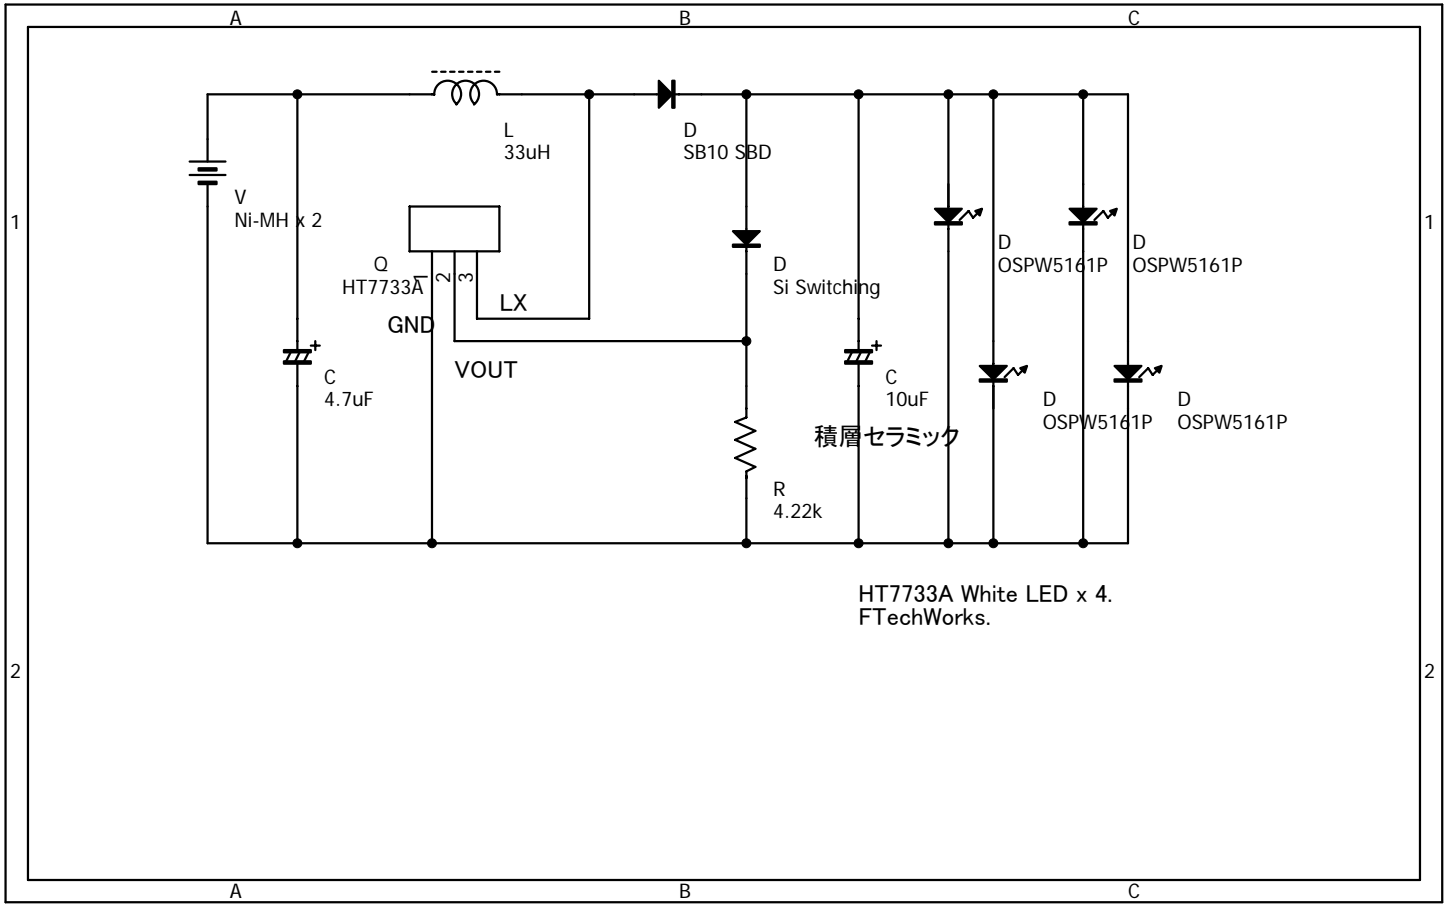 A
B
C
1
1
L
33uH
D
SB10 SBD
V
Ni-MH x 2
Q
HT7733A
1
2
3
LX
GND
VOUT
D
Si Switching
D
OSPW5161P
D
OSPW5161P
+
C
4.7uF
+
C
10uF
積層セラミック
D
OSPW5161P
D
OSPW5161P
R
4.22k
HT7733A White LED x 4.
FTechWorks.
2
2
A
B
C